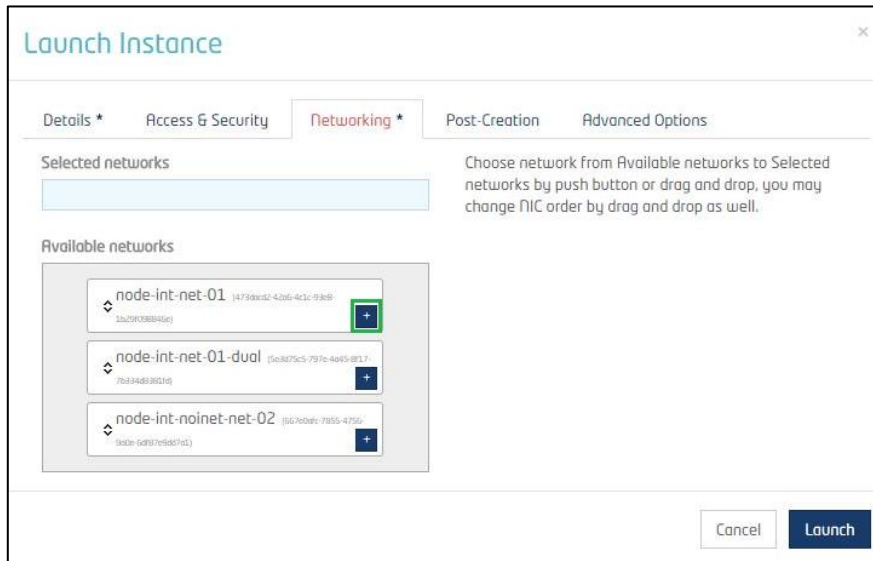 Launch Instance
×
Details * Access & Security Networking * Post-Creation Advanced Options
Selected networks
Choose network from Available networks to Selected
networks by push button or drag and drop, you may
change NIC order by drag and drop as well.
Available networks
node-int-net-01
+
node-int-net-01-dual
+
node-int-noinet-net-02
+
Cancel Launch